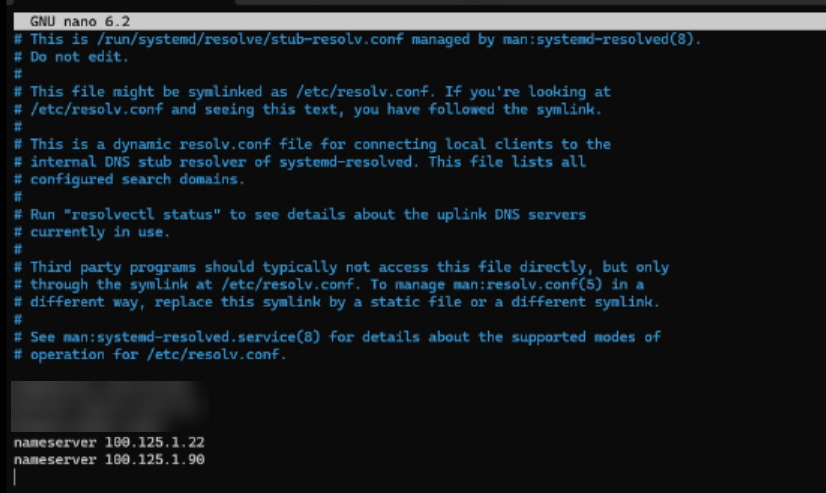 GNU nano 6.2
# This is /run/systemd/resolve/stub-resolv.conf managed by man:systemd-resolved(8).
# Do not edit.
#
# This file might be symlinked as /etc/resolv.conf. If you're looking at
# /etc/resolv.conf and seeing this text, you have followed the symlink.
#
# This is a dynamic resolv.conf file for connecting local clients to the
# internal DNS stub resolver of systemd-resolved. This file lists all
# configured search domains.
#
# Run "resolvectl status" to see details about the uplink DNS servers
# currently in use.
#
# Third party programs should typically not access this file directly, but only
# through the symlink at /etc/resolv.conf. To manage man:resolv.conf(5) in a
# different way, replace this symlink by a static file or a different symlink.
#
# See man:systemd-resolved.service(8) for details about the supported modes of
# operation for /etc/resolv.conf.
nameserver 100.125.1.22
nameserver 100.125.1.90